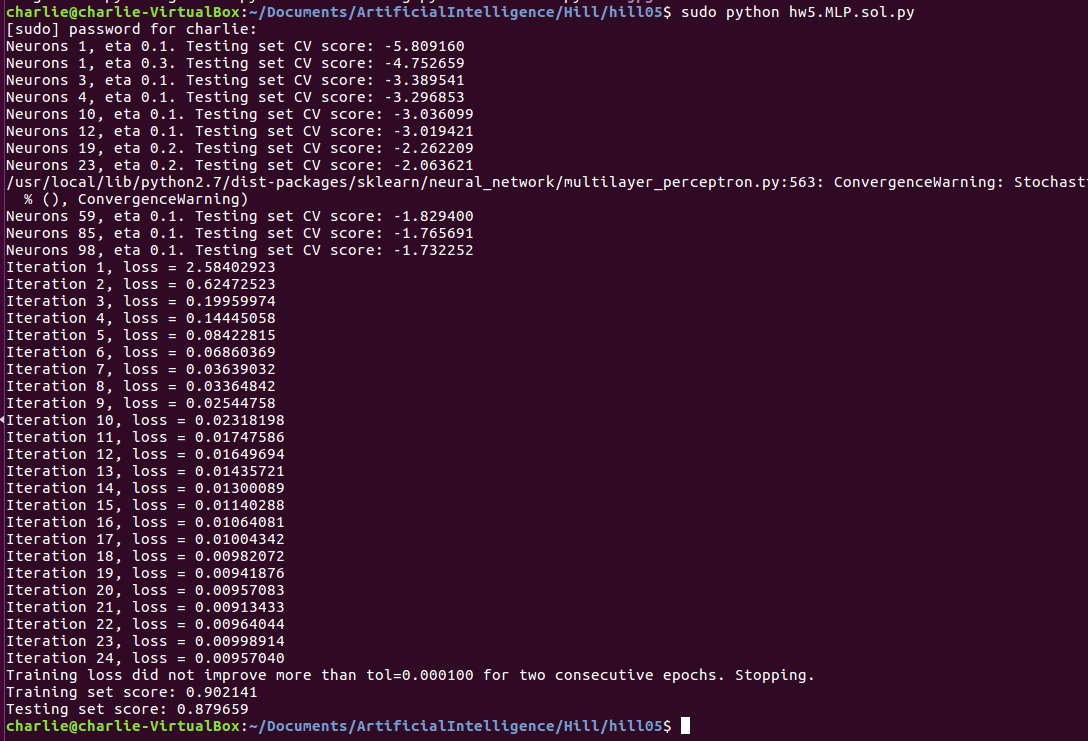 charlie@charlie-VirtualBox:~/Documents/ArtificialIntelligence/Hill/hill05$ sudo python hw5.MLP.sol.py
[sudo] password for charlie:
Neurons 1, eta 0.1. Testing set CV score: -5.809160
Neurons 1, eta 0.3. Testing set CV score: -4.752659
Neurons 3, eta 0.1. Testing set CV score: -3.389541
Neurons 4, eta 0.1. Testing set CV score: -3.296853
Neurons 10, eta 0.1. Testing set CV score: -3.036099
Neurons 12, eta 0.1. Testing set CV score: -3.019421
Neurons 19, eta 0.2. Testing set CV score: -2.262209
Neurons 23, eta 0.2. Testing set CV score: -2.063621
/usr/local/lib/python2.7/dist-packages/sklearn/neural_network/multilayer_perceptron.py:563: ConvergenceWarning: Stochast
% (), ConvergenceWarning)
Neurons 59, eta 0.1. Testing set CV score: -1.829400
Neurons 85, eta 0.1. Testing set CV score: -1.765691
Neurons 98, eta 0.1. Testing set CV score: -1.732252
Iteration 1, loss = 2.58402923
Iteration 2, loss = 0.62472523
Iteration 3, loss = 0.19959974
Iteration 4, loss = 0.14445058
Iteration 5, loss = 0.08422815
Iteration 6, loss = 0.06860369
Iteration 7, loss = 0.03639032
Iteration 8, loss = 0.03364842
Iteration 9, loss = 0.02544758
Iteration 10, loss = 0.02318198
Iteration 11, loss = 0.01747586
Iteration 12, loss = 0.01649694
Iteration 13, loss = 0.01435721
Iteration 14, loss = 0.01300089
Iteration 15, loss = 0.01140288
Iteration 16, loss = 0.01064081
Iteration 17, loss = 0.01004342
Iteration 18, loss = 0.00982072
Iteration 19, loss = 0.00941876
Iteration 20, loss = 0.00957083
Iteration 21, loss = 0.00913433
Iteration 22, loss = 0.00964044
Iteration 23, loss = 0.00998914
Iteration 24, loss = 0.00957040
Training loss did not improve more than tol=0.000100 for two consecutive epochs. Stopping.
Training set score: 0.902141
Testing set score: 0.879659
charlie@charlie-VirtualBox:~/Documents/ArtificialIntelligence/Hill/hill05$